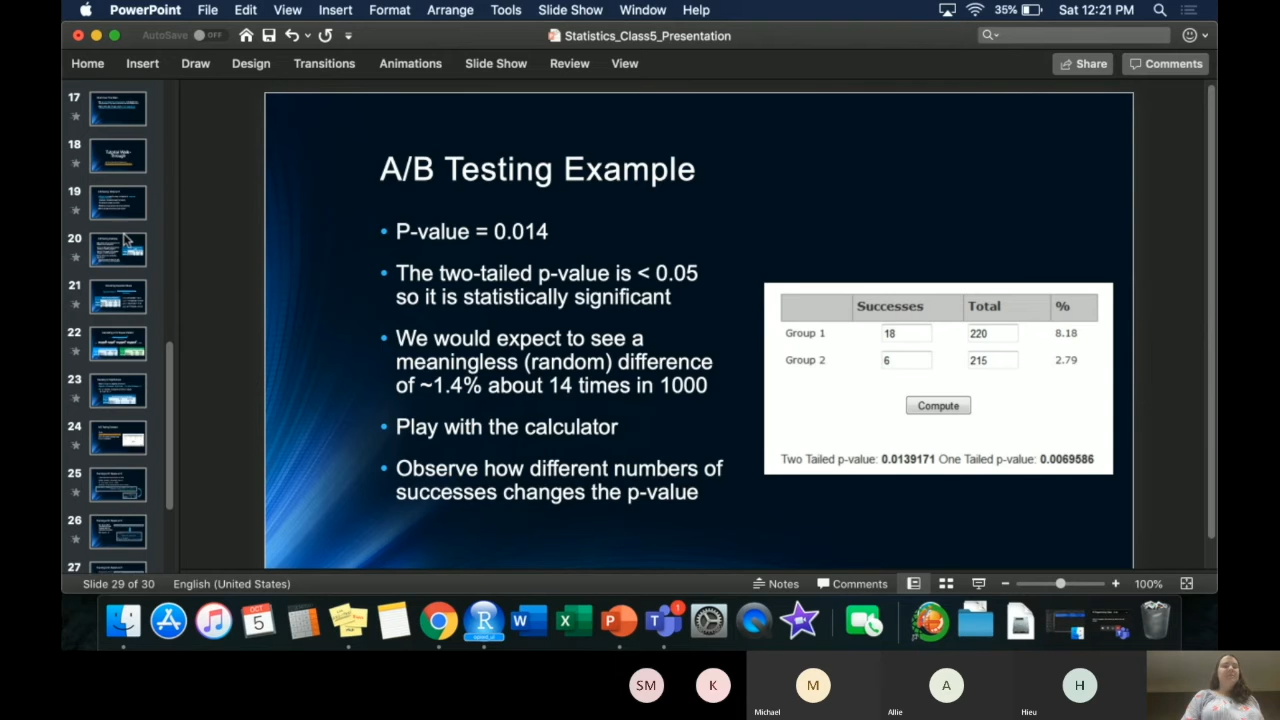 PowerPoint File Edit View Insert Format Arrange Tools Slide Show Window Help 35% Sat 12:21 PM
AutoSave OFF Statistics_Class5_Presentation
Home Insert Draw Design Transitions Animations Slide Show Review View Share Comments
17
18
19
20
21
22
23
24
25
26
27
A/B Testing Example
• P-value = 0.014
• The two-tailed p-value is < 0.05
so it is statistically significant
• We would expect to see a
meaningless (random) difference
of ~1.4% about 14 times in 1000
• Play with the calculator
• Observe how different numbers of
successes changes the p-value
Successes Total %
Group 1 18 220 8.18
Group 2 6 215 2.79
Compute
Two Tailed p-value: 0.0139171 One Tailed p-value: 0.0069586
Slide 29 of 30 English (United States) Notes Comments 100%
OCT
5
1
R
W
X
P
T
SM K M A H
Michael Allie Hieu